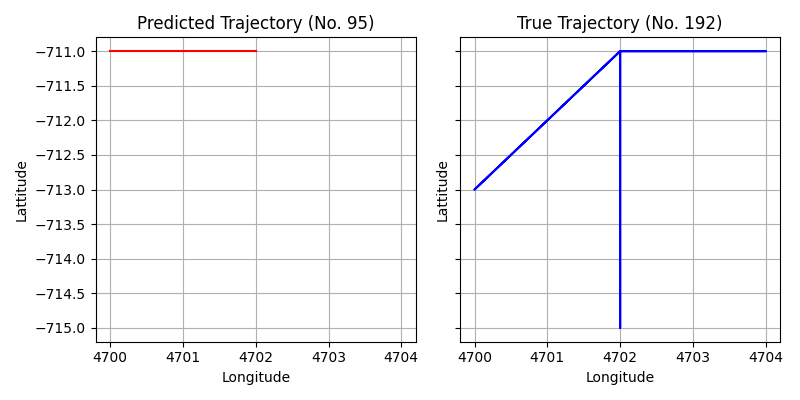 Predicted Trajectory (No. 95)
−711.0
−711.5
−712.0
−712.5
−713.0
−713.5
−714.0
−714.5
−715.0
Lattitude
4700 4701 4702 4703 4704
Longitude
True Trajectory (No. 192)
Lattitude
4700 4701 4702 4703 4704
Longitude